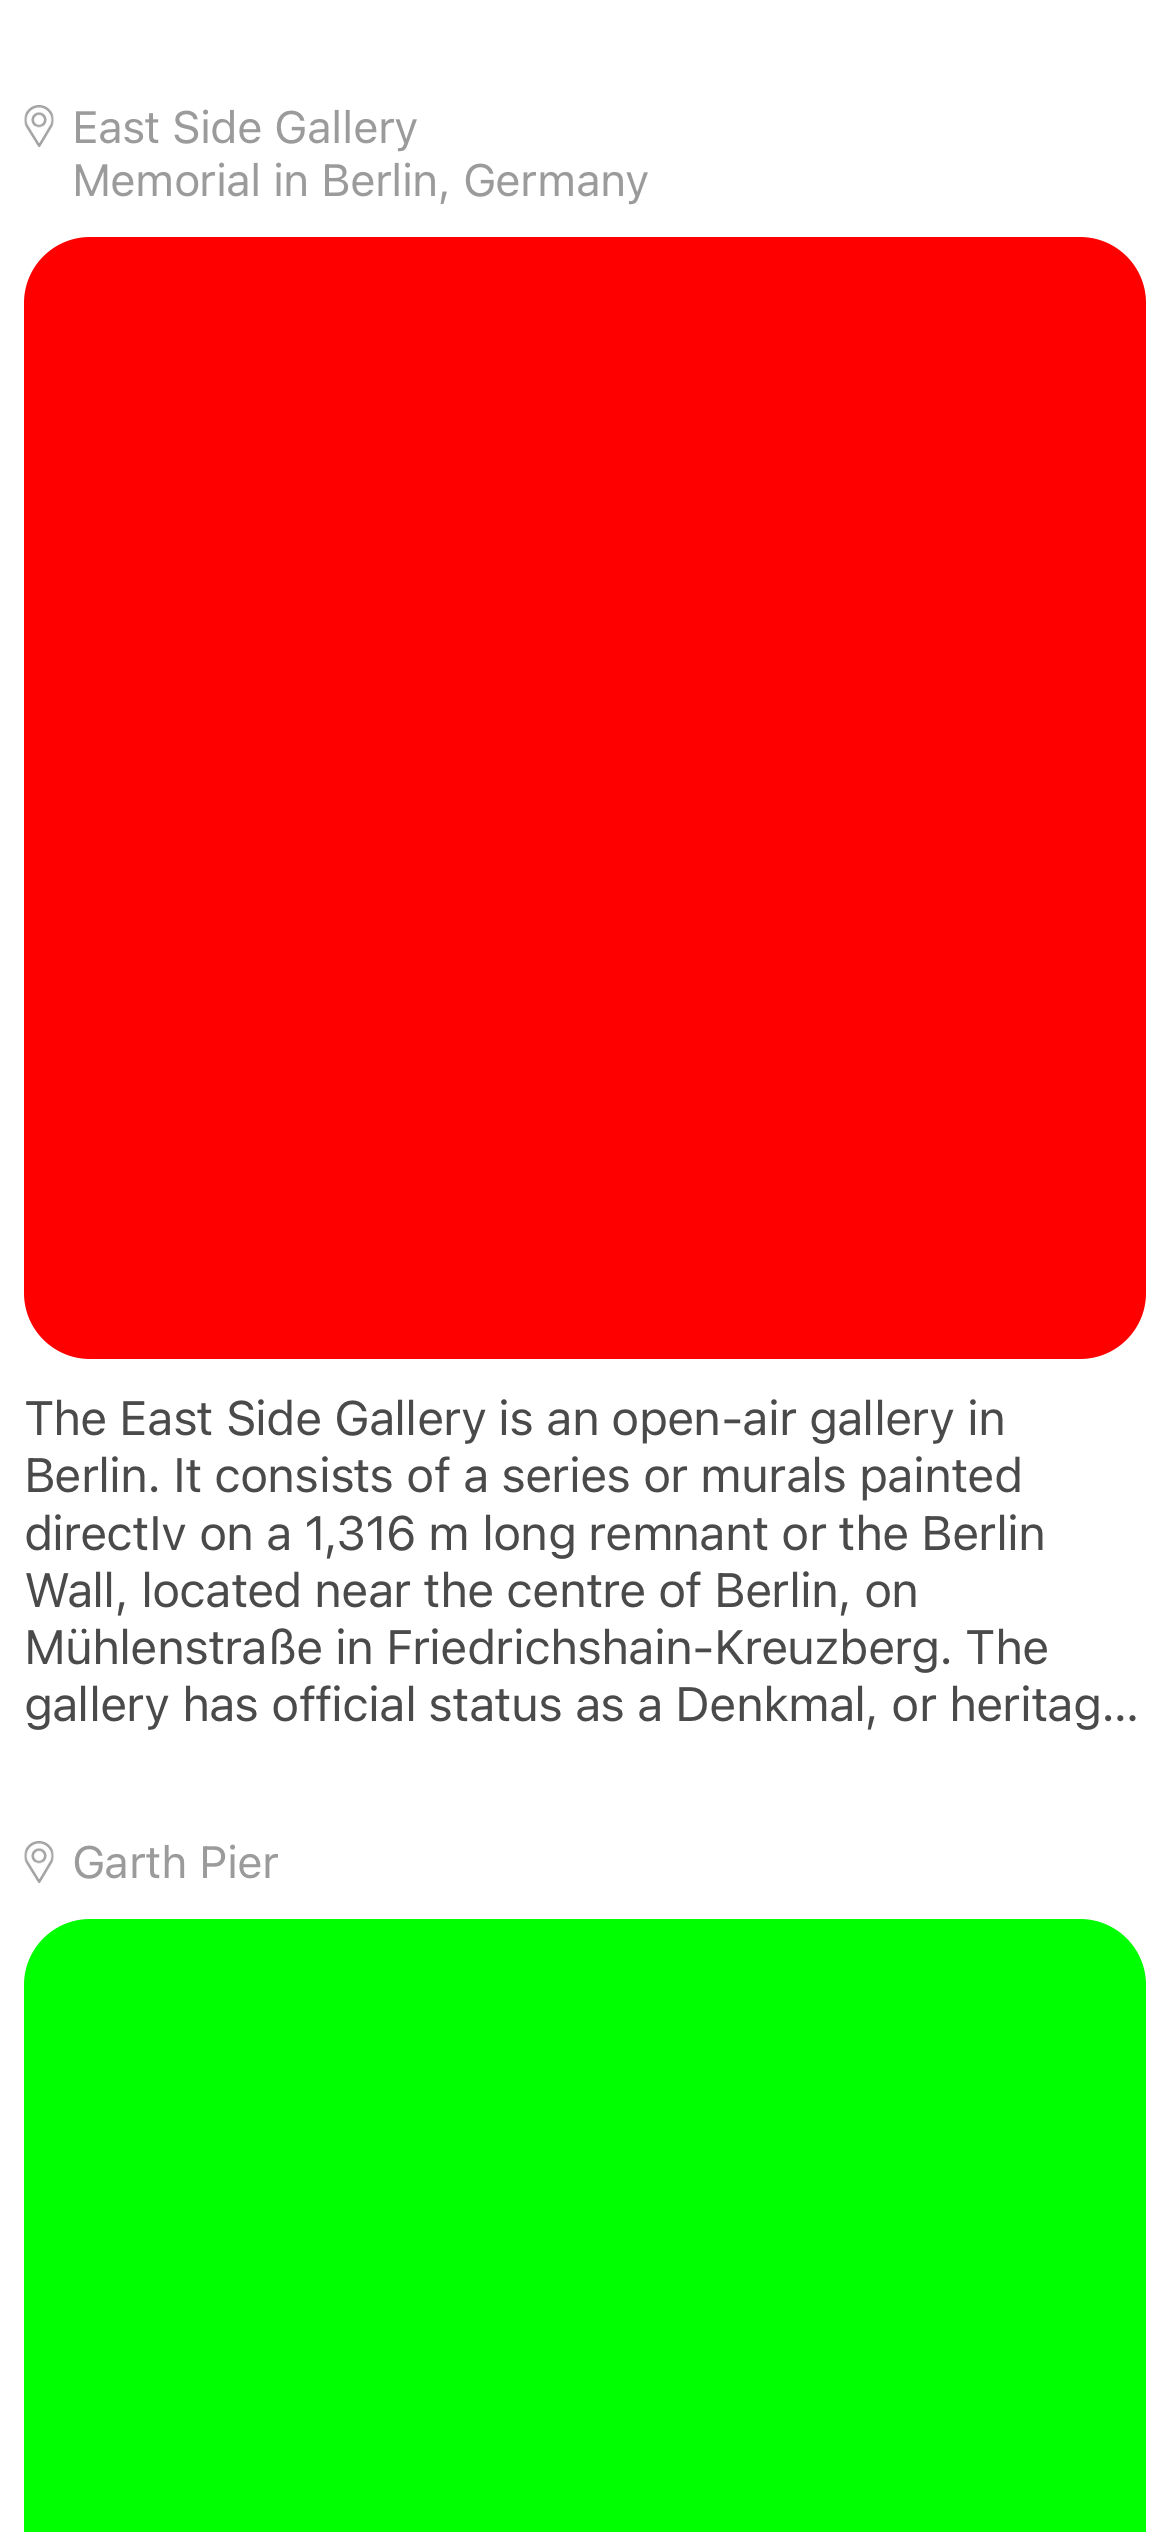 East Side Gallery
Memorial in Berlin, Germany
The East Side Gallery is an open-air gallery in
Berlin. It consists of a series or murals painted
directIv on a 1,316 m long remnant or the Berlin
Wall, located near the centre of Berlin, on
Mühlenstraße in Friedrichshain-Kreuzberg. The
gallery has official status as a Denkmal, or heritag...
Garth Pier